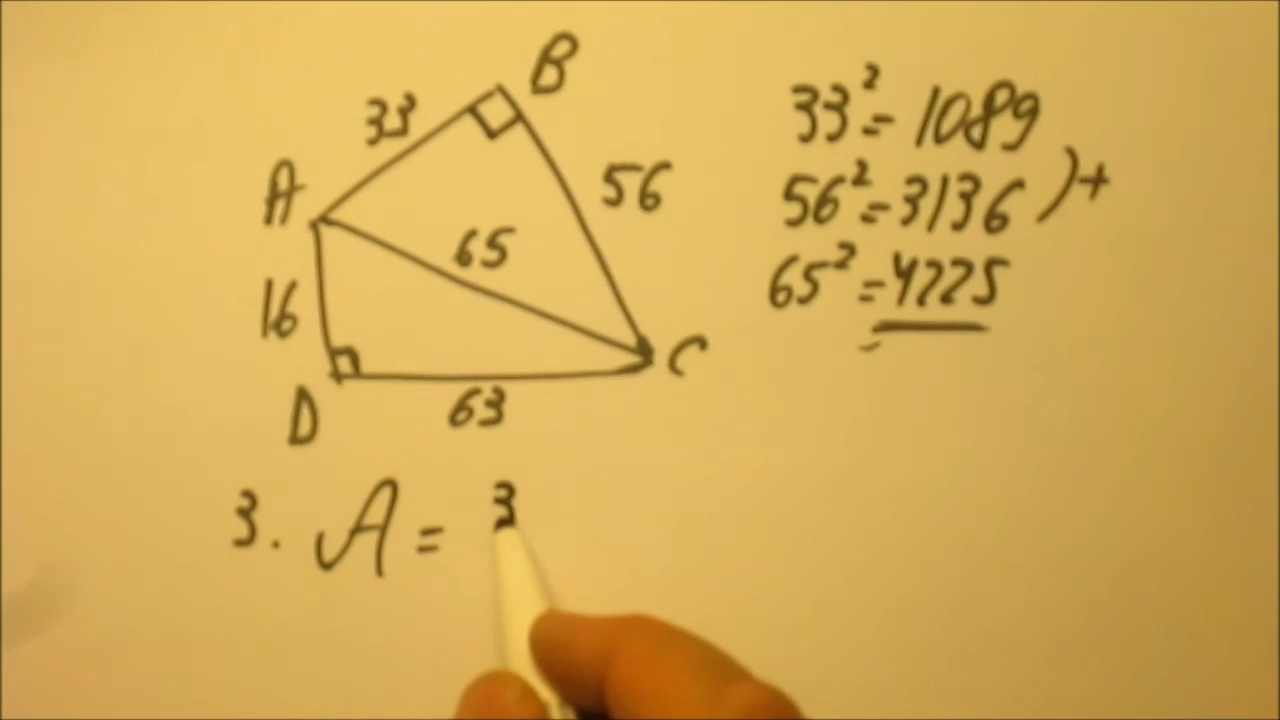 B
33
A
56
65
16
C
D
63
33² = 1089
56² = 3136 ) +
65² = 4225
3. A = 3